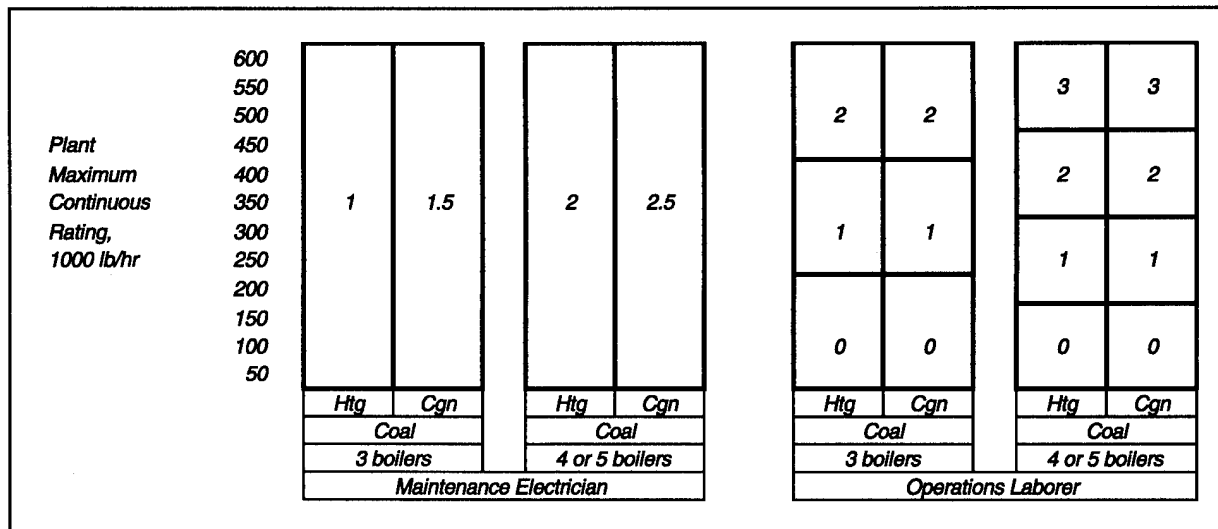 600
550 3 3
500 2 2
Plant 450
Maximum 400 2 2
Continuous 350 1 1.5 2 2.5
Rating, 300 1 1
1000 lb/hr 250 1 1
200
150
100 0 0 0 0
50
Htg Cgn Htg Cgn Htg Cgn Htg Cgn
Coal Coal Coal Coal
3 boilers 4 or 5 boilers 3 boilers 4 or 5 boilers
Maintenance Electrician Operations Laborer